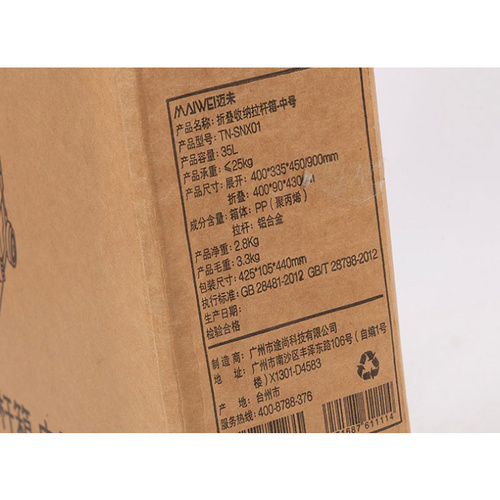 MAIWEI迈未
产品名称: 折叠收纳拉杆箱-中号
产品型号: TN-SNX01
产品容量: 35L
产品承重: ≤25kg
产品尺寸: 展开: 400*335*450/900mm
折叠: 400*90*430
成分含量: 箱体: PP(聚丙烯)
拉杆: 铝合金
产品净重: 2.8Kg
产品毛重: 3.3kg
包装尺寸: 425*105*440mm
执行标准: GB 28481-2012 GB/T 28798-2012
生产日期:
检验合格
制造商: 广州市途尚科技有限公司
地址: 广州市南沙区丰泽东路106号(自编1号
楼)X1301-D4583
产地: 台州市
服务热线: 400-8788-376
1587 611114
杆箱